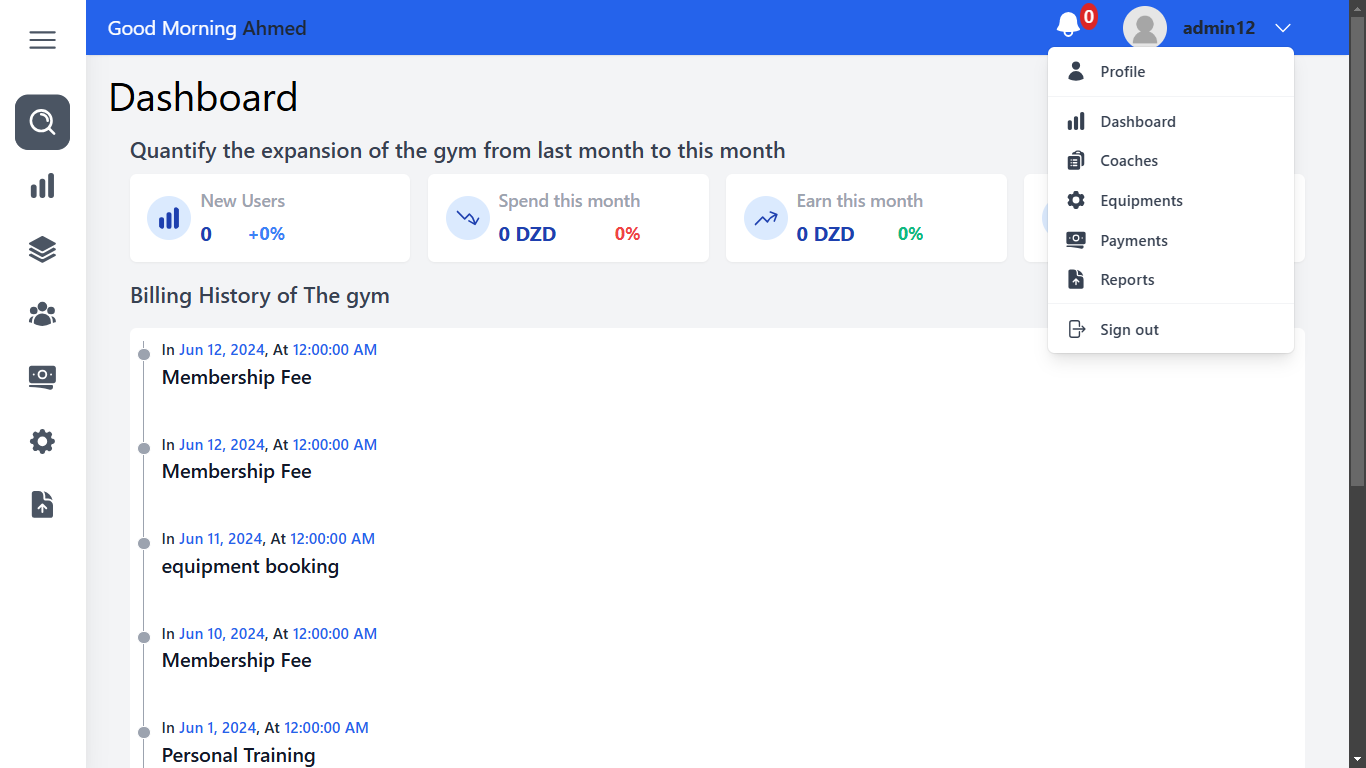 Good Morning Ahmed
0
admin12
Profile
Dashboard
Coaches
Equipments
Payments
Reports
Sign out
Dashboard
Quantify the expansion of the gym from last month to this month
New Users
0 +0%
Spend this month
0 DZD 0%
Earn this month
0 DZD 0%
Billing History of The gym
In Jun 12, 2024, At 12:00:00 AM
Membership Fee
In Jun 12, 2024, At 12:00:00 AM
Membership Fee
In Jun 11, 2024, At 12:00:00 AM
equipment booking
In Jun 10, 2024, At 12:00:00 AM
Membership Fee
In Jun 1, 2024, At 12:00:00 AM
Personal Training